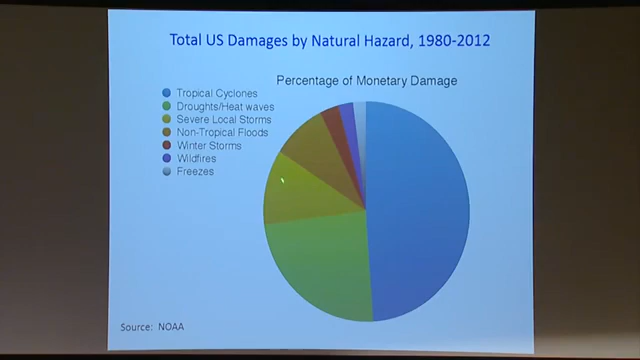 Total US Damages by Natural Hazard, 1980-2012
Percentage of Monetary Damage
Tropical Cyclones
Droughts/Heat waves
Severe Local Storms
Non-Tropical Floods
Winter Storms
Wildfires
Freezes
Source: NOAA